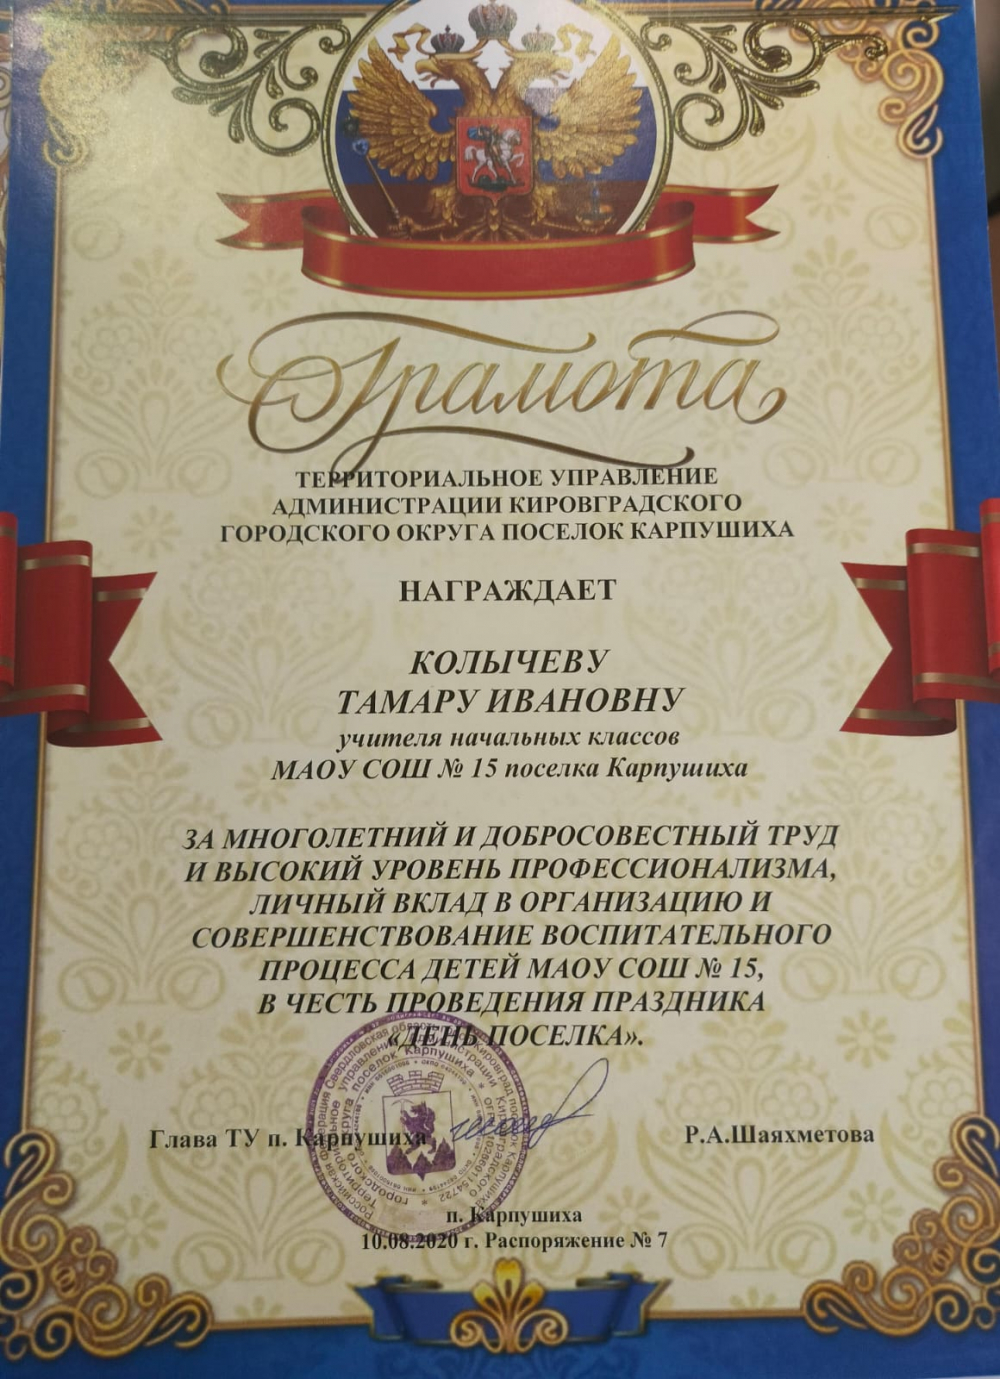 Грамота
ТЕРРИТОРИАЛЬНОЕ УПРАВЛЕНИЕ
АДМИНИСТРАЦИИ КИРОВГРАДСКОГО
ГОРОДСКОГО ОКРУГА ПОСЕЛОК КАРПУШИХА
НАГРАЖДАЕТ
КОЛЫЧЕВУ
ТАМАРУ ИВАНОВНУ
учителя начальных классов
МАОУ СОШ № 15 поселка Карпушиха
ЗА МНОГОЛЕТНИЙ И ДОБРОСОВЕСТНЫЙ ТРУД
И ВЫСОКИЙ УРОВЕНЬ ПРОФЕССИОНАЛИЗМА,
ЛИЧНЫЙ ВКЛАД В ОРГАНИЗАЦИЮ И
СОВЕРШЕНСТВОВАНИЕ ВОСПИТАТЕЛЬНОГО
ПРОЦЕССА ДЕТЕЙ МАОУ СОШ № 15,
В ЧЕСТЬ ПРОВЕДЕНИЯ ПРАЗДНИКА
«ДЕНЬ ПОСЕЛКА».
Глава ТУ п. Карпушиха
Р.А.Шаяхметова
п. Карпушиха
10.08.2020 г. Распоряжение № 7